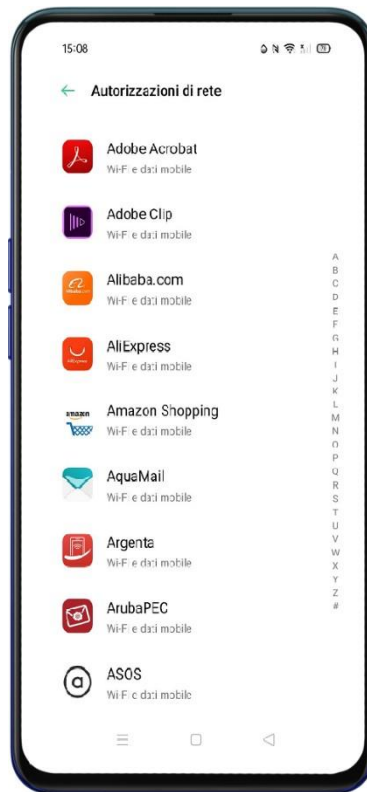 15:08
Autorizzazioni di rete
Adobe Acrobat
Wi-Fi e dati mobile
Adobe Clip
Wi-Fi e dati mobile
Alibaba.com
Wi-Fi e dati mobile
AliExpress
Wi-Fi e dati mobile
amazon
Amazon Shopping
Wi-Fi e dati mobile
AquaMail
Wi-Fi e dati mobile
Argenta
Wi-Fi e dati mobile
ArubaPEC
Wi-Fi e dati mobile
ASOS
Wi-Fi e dati mobile
A
B
C
D
E
F
G
H
I
J
K
L
M
N
O
P
Q
R
S
T
U
V
W
X
Y
Z
#